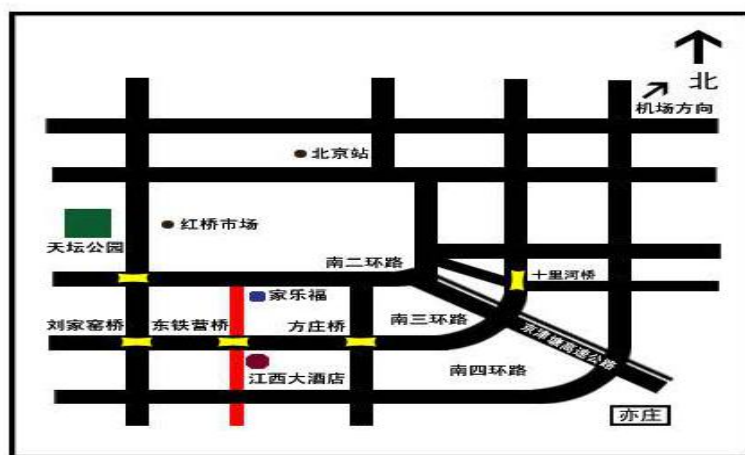 北
机场方向
北京站
红桥市场
天坛公园
南二环路
十里河桥
家乐福
刘家窑桥
东铁营桥
方庄桥
南三环路
京津塘高速公路
江西大酒店
南四环路
亦庄